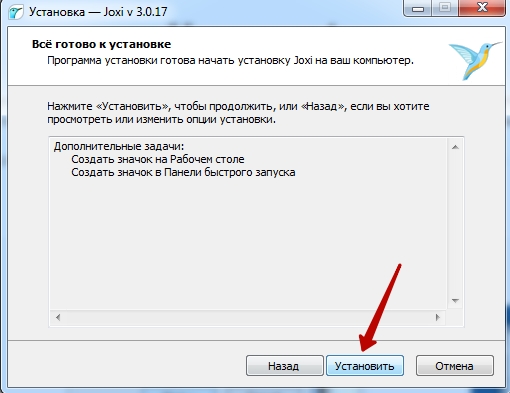 Установка — Joxi v 3.0.17
Всё готово к установке
Программа установки готова начать установку Joxi на ваш компьютер.
Нажмите «Установить», чтобы продолжить, или «Назад», если вы хотите
просмотреть или изменить опции установки.
Дополнительные задачи:
Создать значок на Рабочем столе
Создать значок в Панели быстрого запуска
Назад
Установить
Отмена